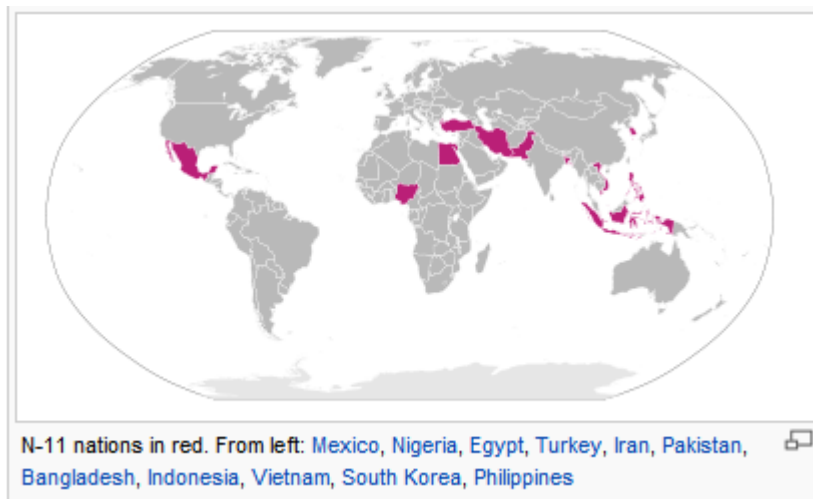 N-11 nations in red. From left: Mexico, Nigeria, Egypt, Turkey, Iran, Pakistan,
Bangladesh, Indonesia, Vietnam, South Korea, Philippines